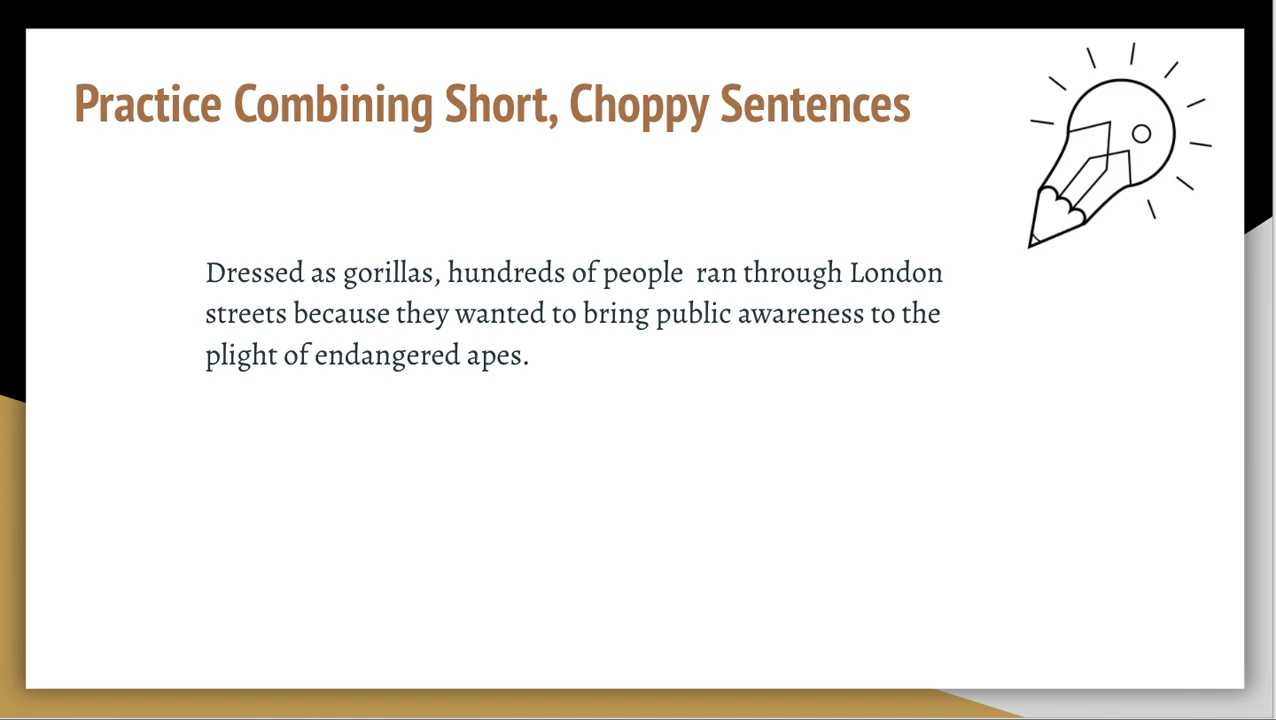 Practice Combining Short, Choppy Sentences
Dressed as gorillas, hundreds of people  ran through London
streets because they wanted to bring public awareness to the
plight of endangered apes.